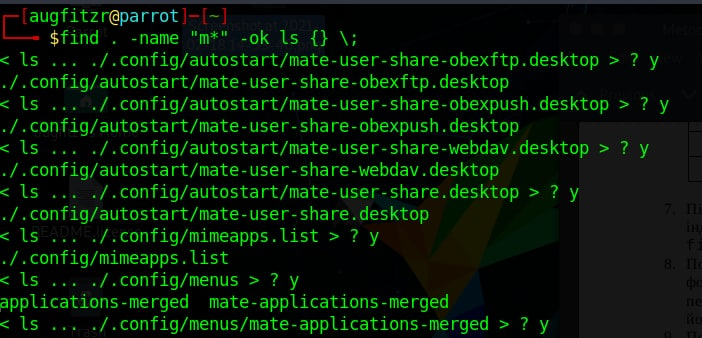 [augfitzr@parrot]─[~]
$find . -name "m*" -ok ls {} \;
< ls ... ./.config/autostart/mate-user-share-obexftp.desktop > ? y
./.config/autostart/mate-user-share-obexftp.desktop
< ls ... ./.config/autostart/mate-user-share-obexpush.desktop > ? y
./.config/autostart/mate-user-share-obexpush.desktop
< ls ... ./.config/autostart/mate-user-share-webdav.desktop > ? y
./.config/autostart/mate-user-share-webdav.desktop
< ls ... ./.config/autostart/mate-user-share.desktop > ? y
./.config/autostart/mate-user-share.desktop
< ls ... ./.config/mimeapps.list > ? y
./.config/mimeapps.list
< ls ... ./.config/menus > ? y
applications-merged  mate-applications-merged
< ls ... ./.config/menus/mate-applications-merged > ? y
7.
8.